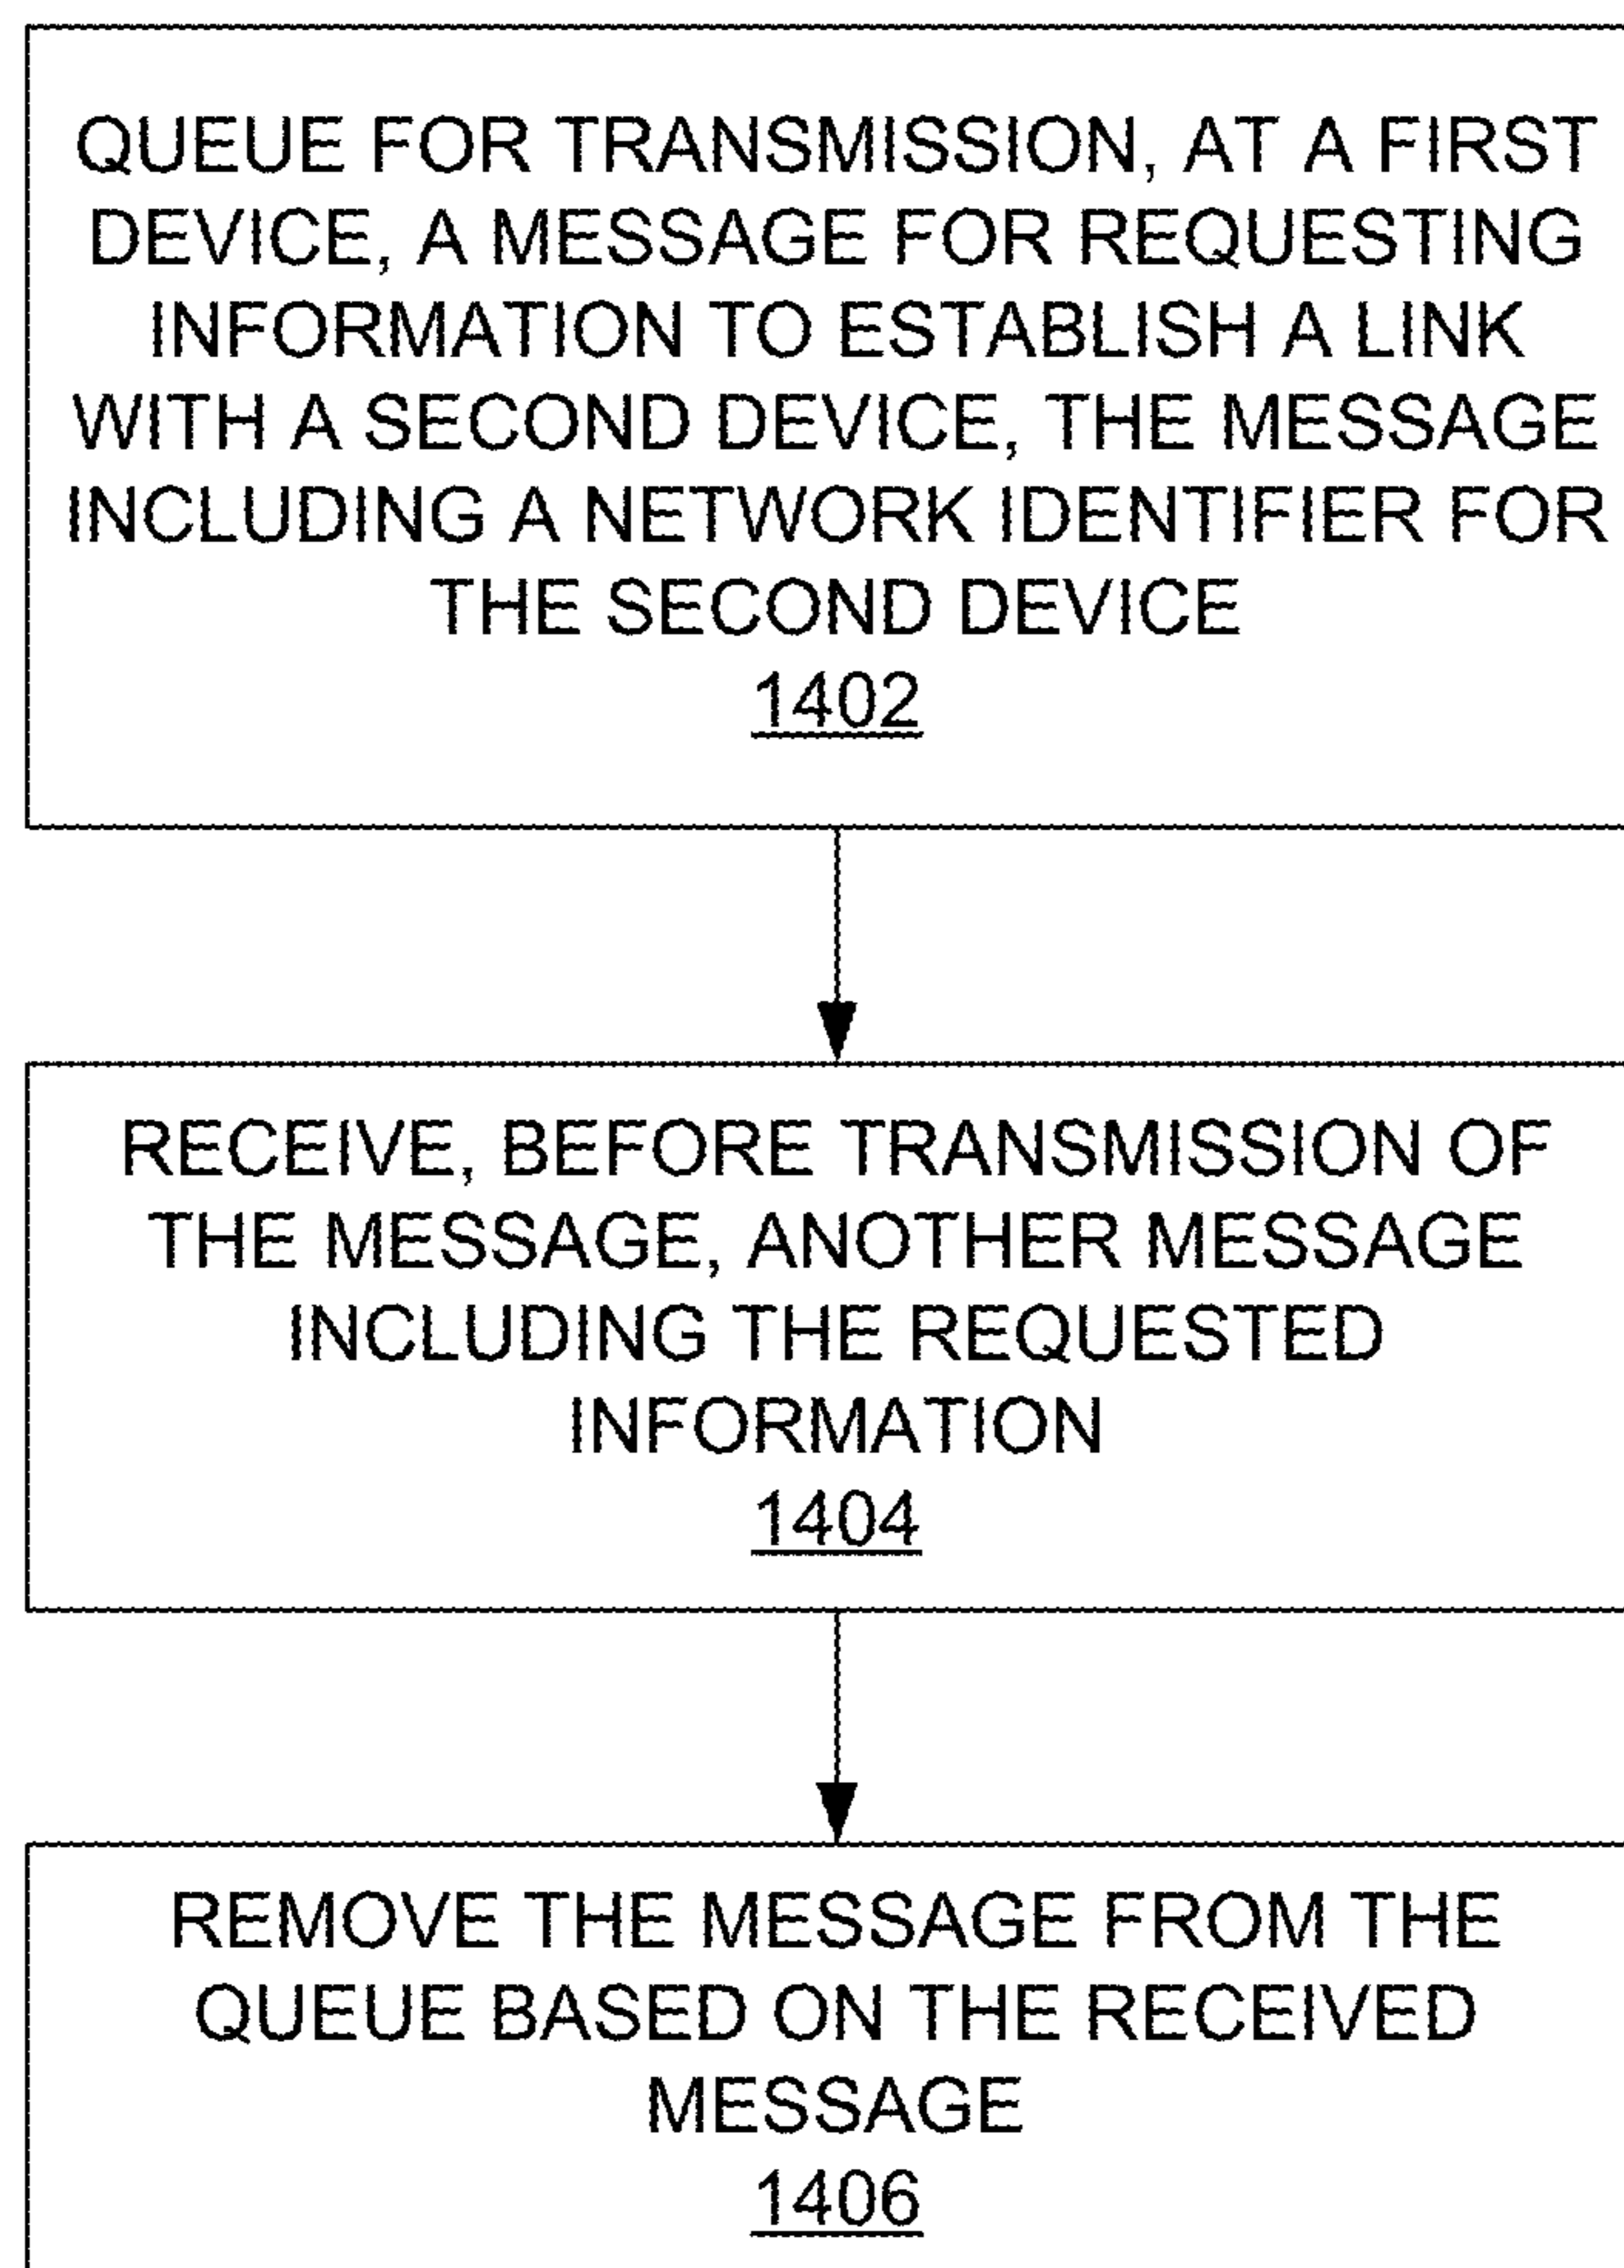 QUEUE FOR TRANSMISSION, AT A FIRST
DEVICE, A MESSAGE FOR REQUESTING
INFORMATION TO ESTABLISH A LINK
WITH A SECOND DEVICE, THE MESSAGE
INCLUDING A NETWORK IDENTIFIER FOR
THE SECOND DEVICE
1402
RECEIVE, BEFORE TRANSMISSION OF
THE MESSAGE, ANOTHER MESSAGE
INCLUDING THE REQUESTED
INFORMATION
1404
REMOVE THE MESSAGE FROM THE
QUEUE BASED ON THE RECEIVED
MESSAGE
1406